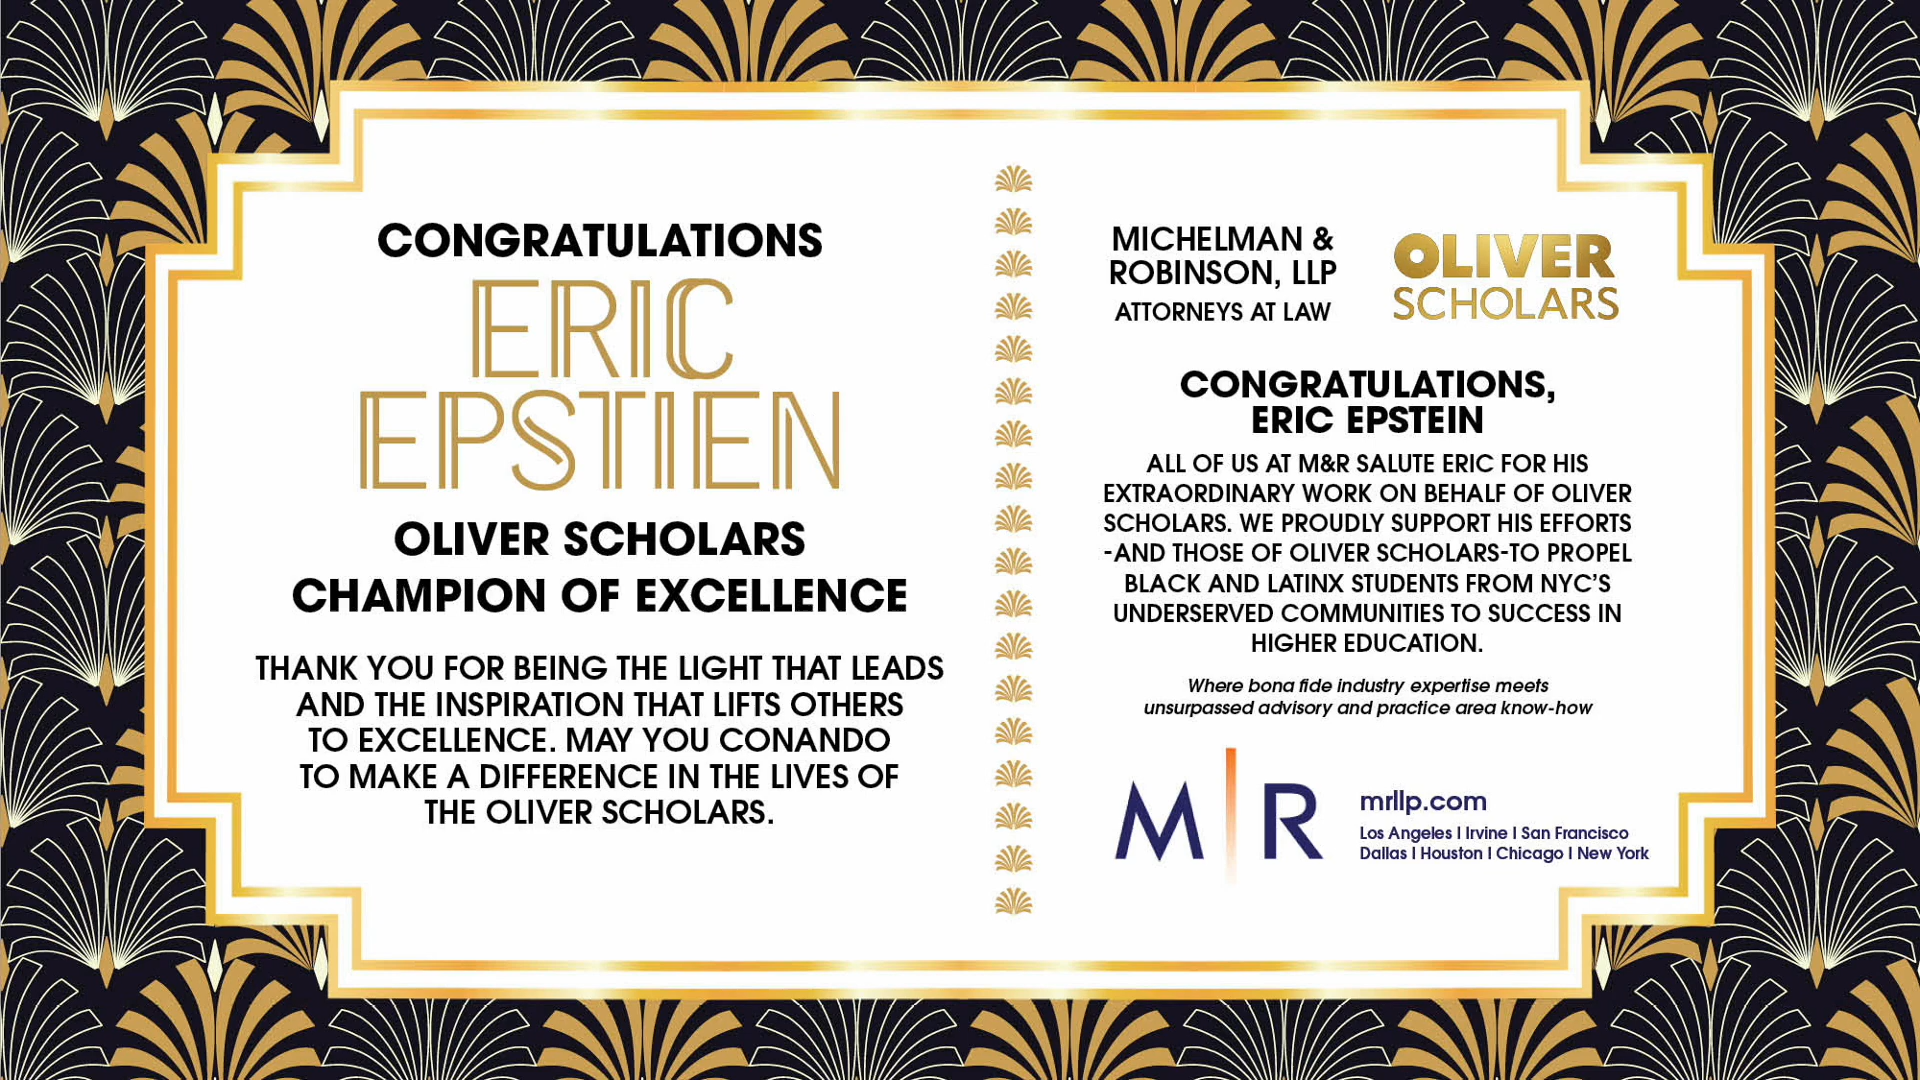 CONGRATULATIONS
ERIC
EPSTIEN
OLIVER SCHOLARS
CHAMPION OF EXCELLENCE
THANK YOU FOR BEING THE LIGHT THAT LEADS
AND THE INSPIRATION THAT LIFTS OTHERS
TO EXCELLENCE. MAY YOU CONANDO
TO MAKE A DIFFERENCE IN THE LIVES OF
THE OLIVER SCHOLARS.
MICHELMAN &
ROBINSON, LLP
ATTORNEYS AT LAW
OLIVER
SCHOLARS
CONGRATULATIONS,
ERIC EPSTEIN
ALL OF US AT M&R SALUTE ERIC FOR HIS
EXTRAORDINARY WORK ON BEHALF OF OLIVER
SCHOLARS. WE PROUDLY SUPPORT HIS EFFORTS
-AND THOSE OF OLIVER SCHOLARS-TO PROPEL
BLACK AND LATINX STUDENTS FROM NYC'S
UNDERSERVED COMMUNITIES TO SUCCESS IN
HIGHER EDUCATION.
Where bona fide industry expertise meets
unsurpassed advisory and practice area know-how
M | R
mrllp.com
Los Angeles I Irvine I San Francisco
Dallas I Houston I Chicago I New York